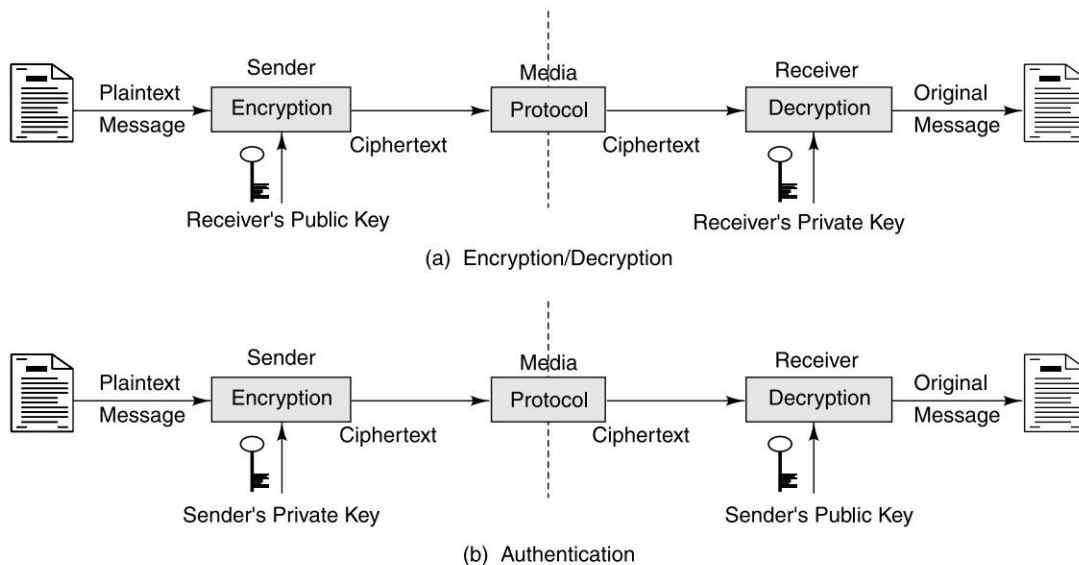 Sender
Media
Receiver
Plaintext
Message
Encryption
Ciphertext
Protocol
Ciphertext
Decryption
Original
Message
Receiver's Public Key
Receiver's Private Key
(a) Encryption/Decryption
Sender
Media
Receiver
Plaintext
Message
Encryption
Ciphertext
Protocol
Ciphertext
Decryption
Original
Message
Sender's Private Key
Sender's Public Key
(b) Authentication